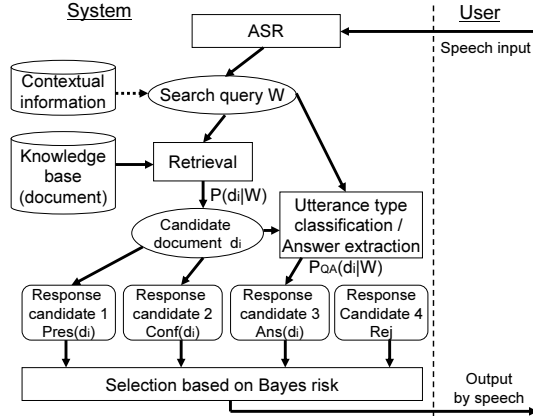 System
User
ASR
Speech input
Contextual
information
Search query W
Knowledge
base
(document)
Retrieval
P(di|W)
Utterance type
classification /
Answer extraction
Candidate
document di
PQA(di|W)
Response
candidate 1
Pres(di)
Response
candidate 2
Conf(di)
Response
candidate 3
Ans(di)
Response
Candidate 4
Rej
Selection based on Bayes risk
Output
by speech